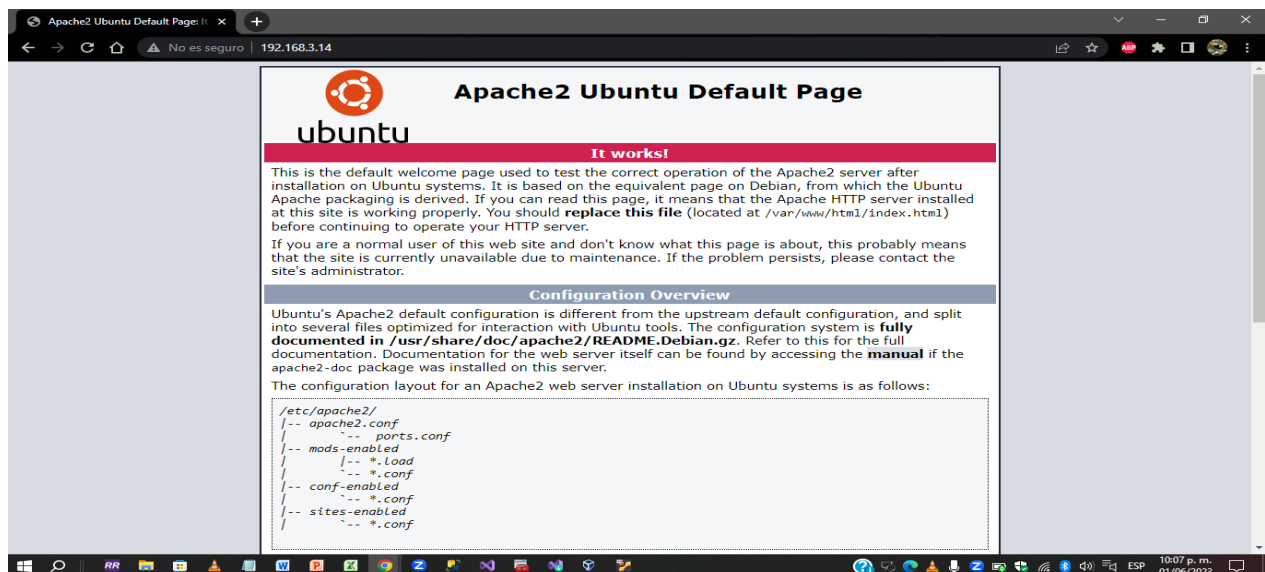 Apache2 Ubuntu Default Page: It
No es seguro | 192.168.3.14
ABP
ubuntu
Apache2 Ubuntu Default Page
It works!
This is the default welcome page used to test the correct operation of the Apache2 server after
installation on Ubuntu systems. It is based on the equivalent page on Debian, from which the Ubuntu
Apache packaging is derived. If you can read this page, it means that the Apache HTTP server installed
at this site is working properly. You should replace this file (located at /var/www/html/index.html)
before continuing to operate your HTTP server.
If you are a normal user of this web site and don't know what this page is about, this probably means
that the site is currently unavailable due to maintenance. If the problem persists, please contact the
site's administrator.
Configuration Overview
Ubuntu's Apache2 default configuration is different from the upstream default configuration, and split
into several files optimized for interaction with Ubuntu tools. The configuration system is fully
documented in /usr/share/doc/apache2/README.Debian.gz. Refer to this for the full
documentation. Documentation for the web server itself can be found by accessing the manual if the
apache2-doc package was installed on this server.
The configuration layout for an Apache2 web server installation on Ubuntu systems is as follows:
/etc/apache2/
|-- apache2.conf
|       `--  ports.conf
|-- mods-enabled
|       |-- *.load
|       `-- *.conf
|-- conf-enabled
|       `-- *.conf
|-- sites-enabled
|       `-- *.conf
RR
W
P
X
Z
Z
ESP
10:07 p. m.
01/06/2023